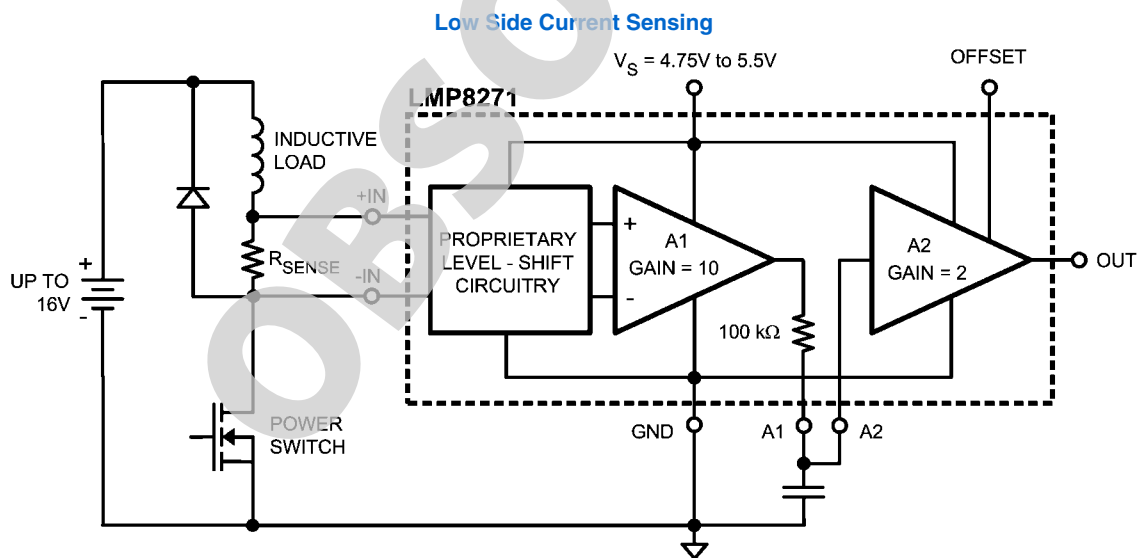 Low Side Current Sensing
V_S = 4.75V to 5.5V
OFFSET
LMP8271
INDUCTIVE
LOAD
+IN
PROPRIETARY
LEVEL - SHIFT
CIRCUITRY
+
-
A1
GAIN = 10
A2
GAIN = 2
OUT
R_SENSE
-IN
UP TO
16V
+
-
100 kΩ
POWER
SWITCH
GND
A1
A2
OBSO